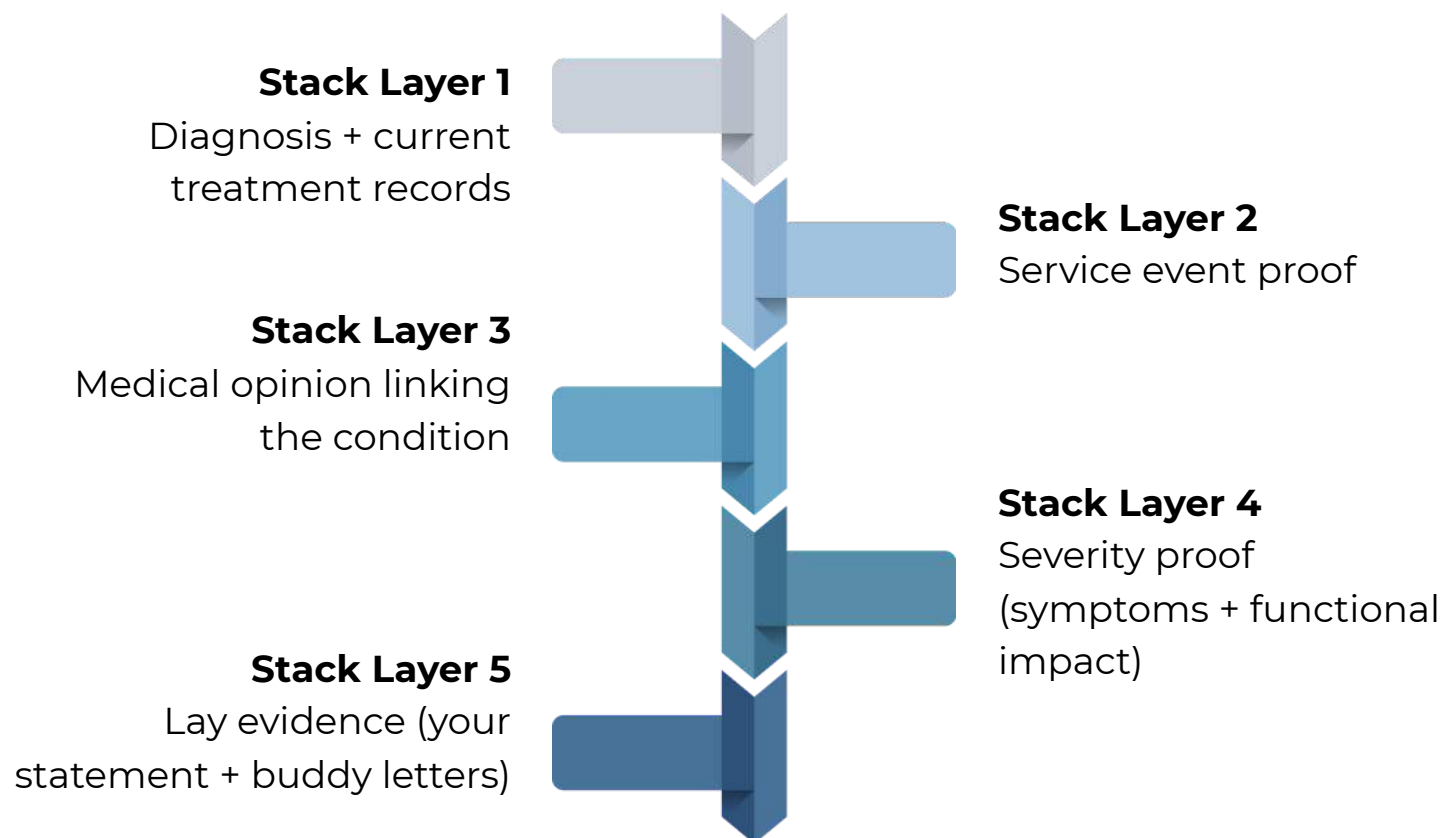 Stack Layer 1
Diagnosis + current
treatment records
Stack Layer 2
Service event proof
Stack Layer 3
Medical opinion linking
the condition
Stack Layer 4
Severity proof
(symptoms + functional
impact)
Stack Layer 5
Lay evidence (your
statement + buddy letters)